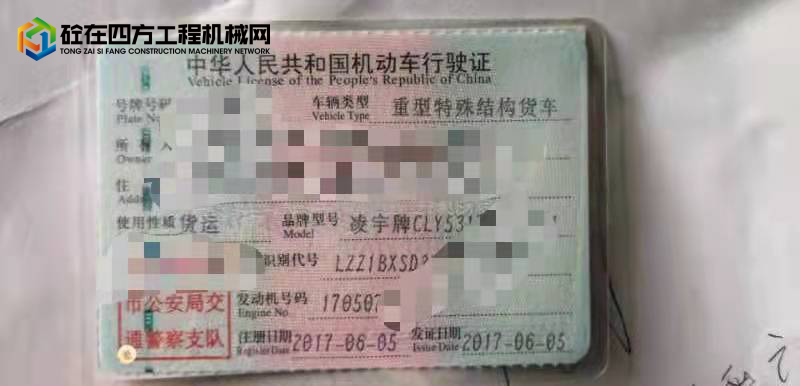 砼在四方工程机械网
TONG ZAI SI FANG CONSTRUCTION MACHINERY NETWORK
中华人民共和国机动车行驶证
Vehicle License of the People's Republic of China
号牌号码 车辆类型 重型特殊结构货车
Plate No Vehicle Type
所有人
Owner
住
使用性质 货运 品牌型号 凌宇牌CLY53
Model
识别代号 LZZ1BXSD
市公安局交 发动机号码 17050
Engine No.
通警察支队 注册日期 2017-06-05 发证日期 2017-06-05
Register Date Issue Date